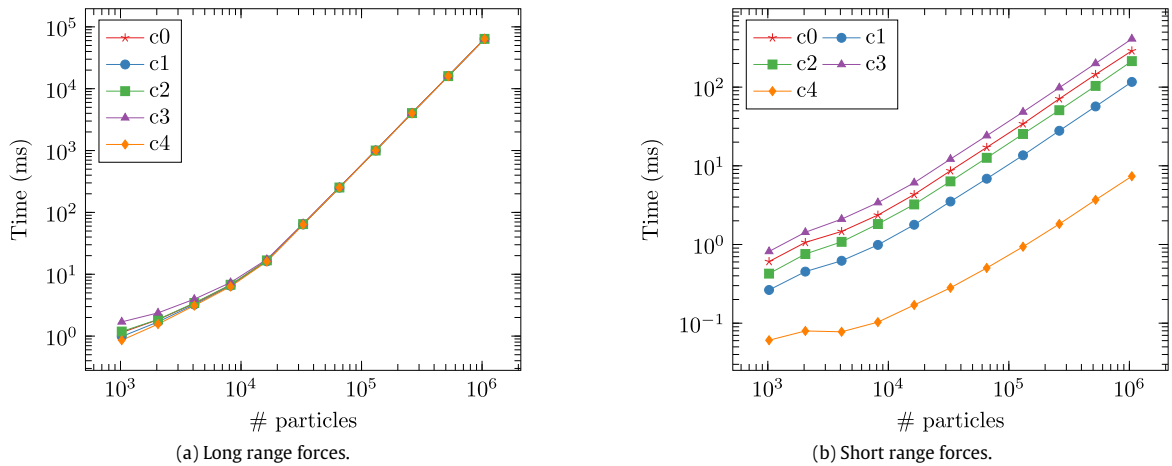 10^5
10^4
10^3
10^2
10^1
10^0
Time (ms)
c0
c1
c2
c3
c4
10^3
10^4
10^5
10^6
# particles
(a) Long range forces.
10^2
10^1
10^0
10^−1
Time (ms)
c0 c1
c2 c3
c4
10^3
10^4
10^5
10^6
# particles
(b) Short range forces.